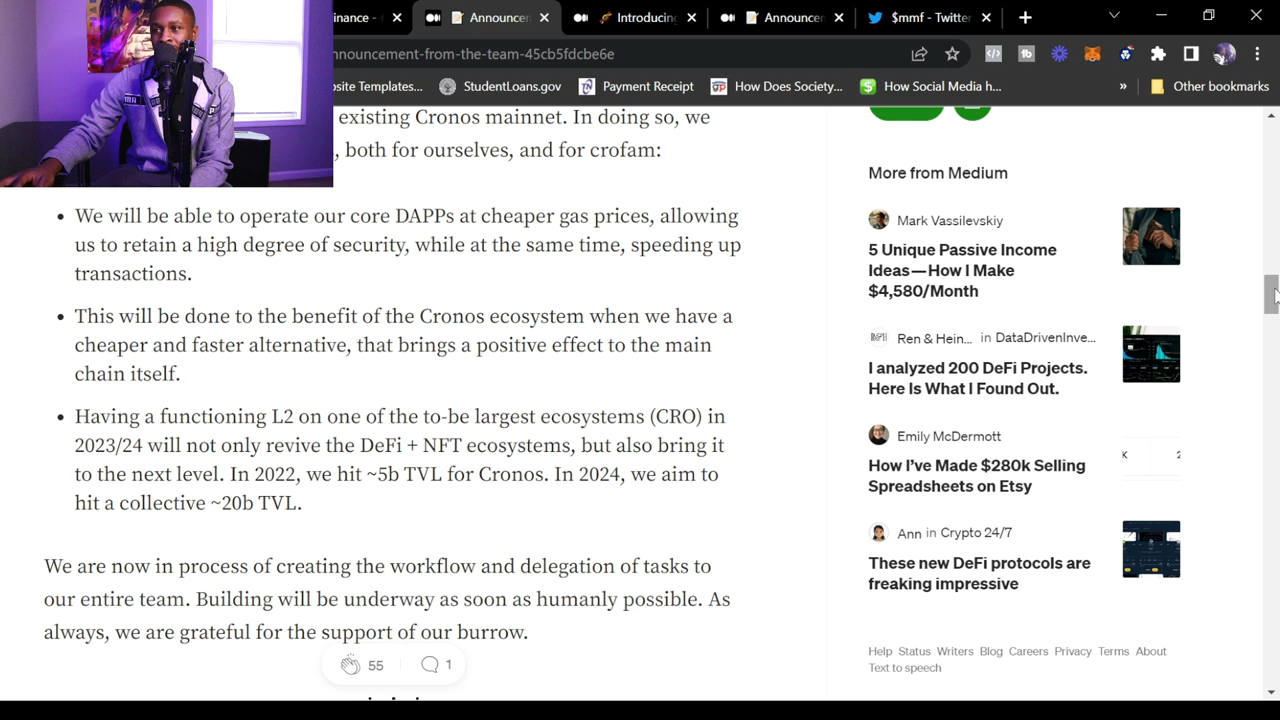 inance -
Announcer
Introducing
Announcer
$mmf - Twitter
nnouncement-from-the-team-45cb5fdcbe6e
site Templates...
StudentLoans.gov
Payment Receipt
How Does Society...
How Social Media h...
»
Other bookmarks
existing Cronos mainnet. In doing so, we
, both for ourselves, and for crofam:
• We will be able to operate our core DAPPs at cheaper gas prices, allowing
us to retain a high degree of security, while at the same time, speeding up
transactions.
• This will be done to the benefit of the Cronos ecosystem when we have a
cheaper and faster alternative, that brings a positive effect to the main
chain itself.
• Having a functioning L2 on one of the to-be largest ecosystems (CRO) in
2023/24 will not only revive the DeFi + NFT ecosystems, but also bring it
to the next level. In 2022, we hit ~5b TVL for Cronos. In 2024, we aim to
hit a collective ~20b TVL.
We are now in process of creating the workflow and delegation of tasks to
our entire team. Building will be underway as soon as humanly possible. As
always, we are grateful for the support of our burrow.
55
1
More from Medium
Mark Vassilevskiy
5 Unique Passive Income
Ideas—How I Make
$4,580/Month
Ren & Hein... in DataDrivenInve...
I analyzed 200 DeFi Projects.
Here Is What I Found Out.
Emily McDermott
How I've Made $280k Selling
Spreadsheets on Etsy
Ann in Crypto 24/7
These new DeFi protocols are
freaking impressive
Help Status Writers Blog Careers Privacy Terms About
Text to speech